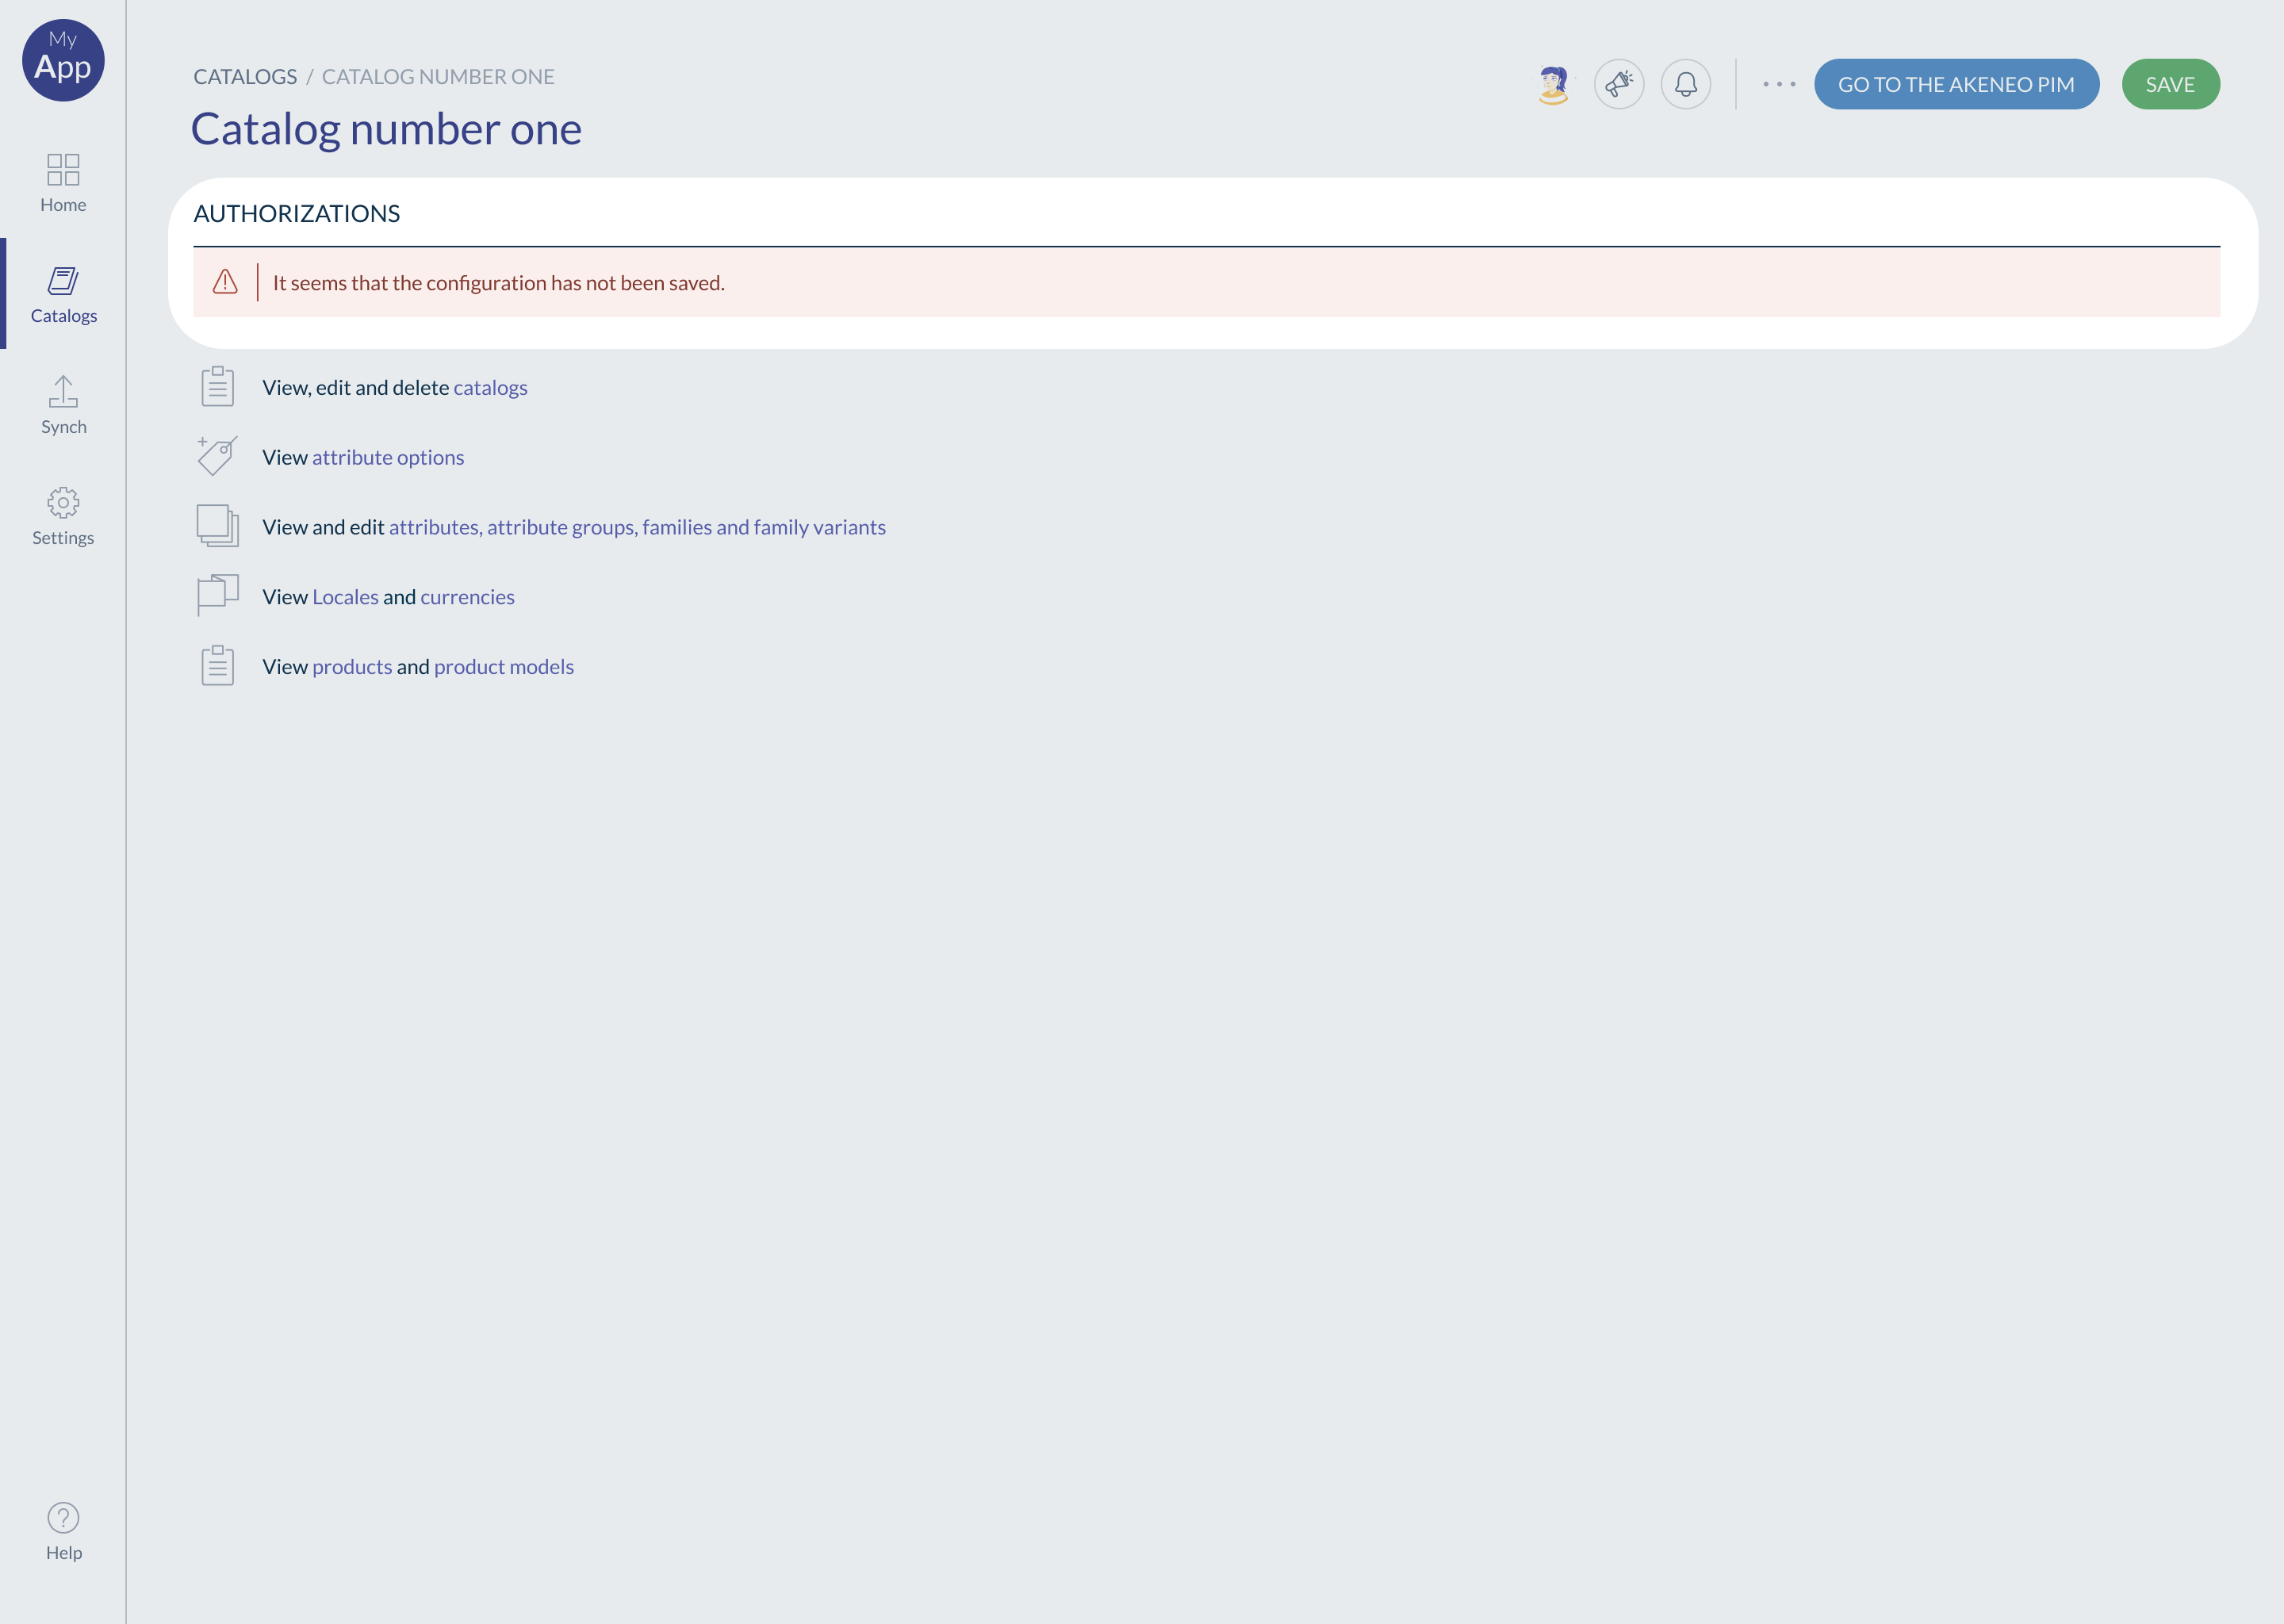 My
App
Home
Catalogs
Synch
Settings
Help
CATALOGS / CATALOG NUMBER ONE
GO TO THE AKENEO PIM
SAVE
Catalog number one
AUTHORIZATIONS
It seems that the configuration has not been saved.
View, edit and delete catalogs
View attribute options
View and edit attributes, attribute groups, families and family variants
View Locales and currencies
View products and product models